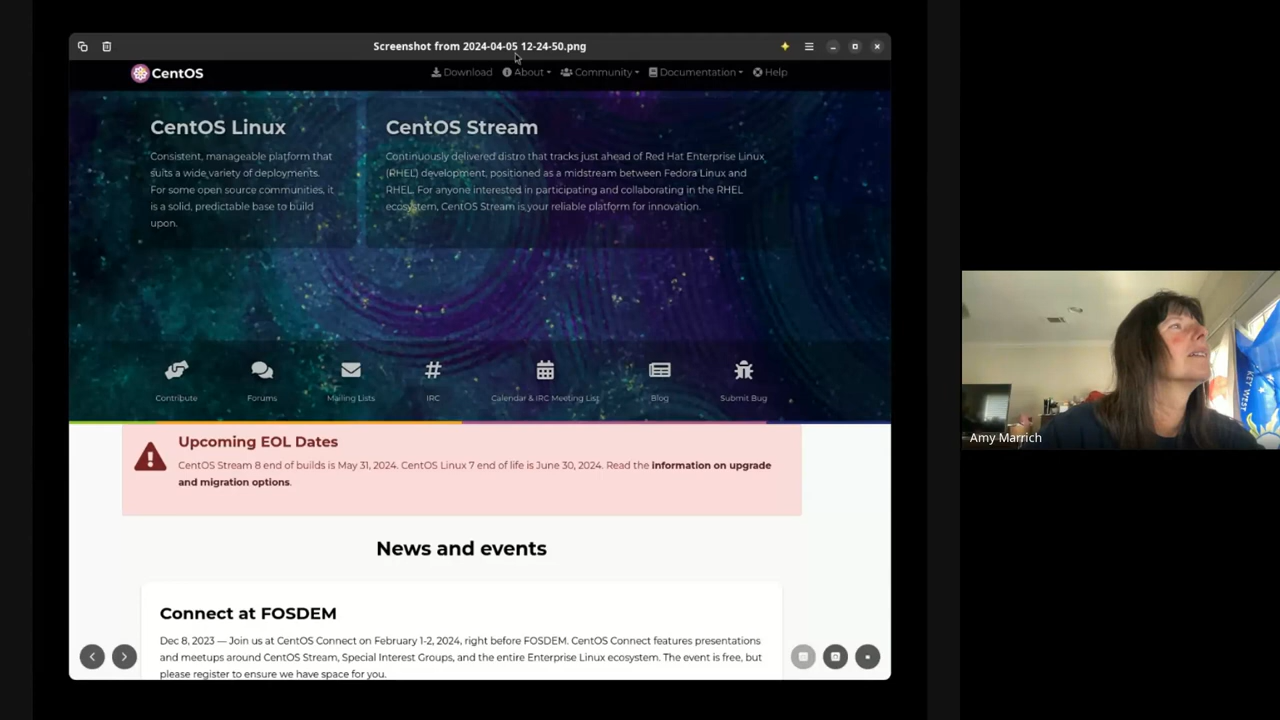 Screenshot from 2024-04-05 12-24-50.png
CentOS
Download About Community Documentation Help
CentOS Linux
Consistent, manageable platform that
suits a wide variety of deployments.
For some open source communities, it
is a solid, predictable base to build
upon.
CentOS Stream
Continuously delivered distro that tracks just ahead of Red Hat Enterprise Linux
(RHEL) development, positioned as a midstream between Fedora Linux and
RHEL. For anyone interested in participating and collaborating in the RHEL
ecosystem, CentOS Stream is your reliable platform for innovation.
Contribute Forums Mailing Lists IRC Calendar & IRC Meeting List Blog Submit Bug
Upcoming EOL Dates
CentOS Stream 8 end of builds is May 31, 2024. CentOS Linux 7 end of life is June 30, 2024. Read the information on upgrade
and migration options.
News and events
Connect at FOSDEM
Dec 8, 2023 — Join us at CentOS Connect on February 1-2, 2024, right before FOSDEM. CentOS Connect features presentations
and meetups around CentOS Stream, Special Interest Groups, and the entire Enterprise Linux ecosystem. The event is free, but
please register to ensure we have space for you.
KEY WEST
Amy Marrich